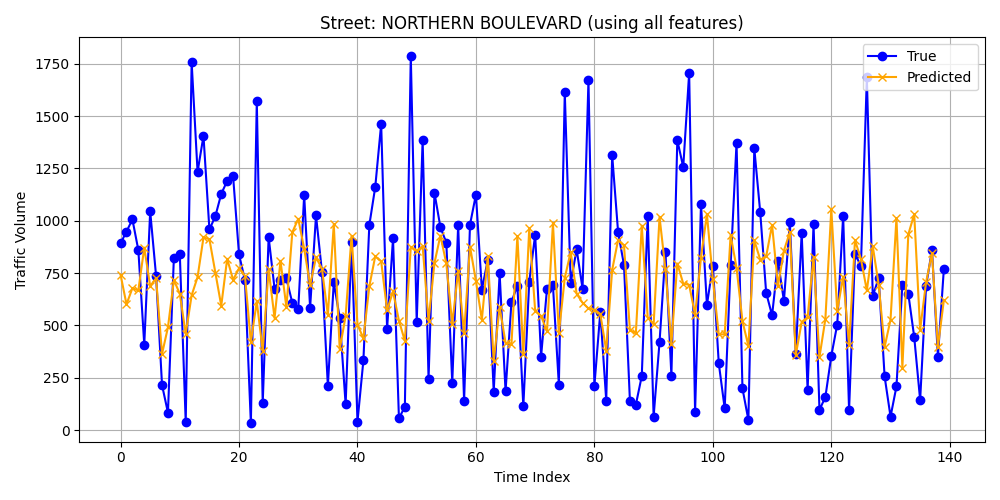 Street: NORTHERN BOULEVARD (using all features)
True
Predicted
Traffic Volume
1750
1500
1250
1000
750
500
250
0
0 20 40 60 80 100 120 140
Time Index